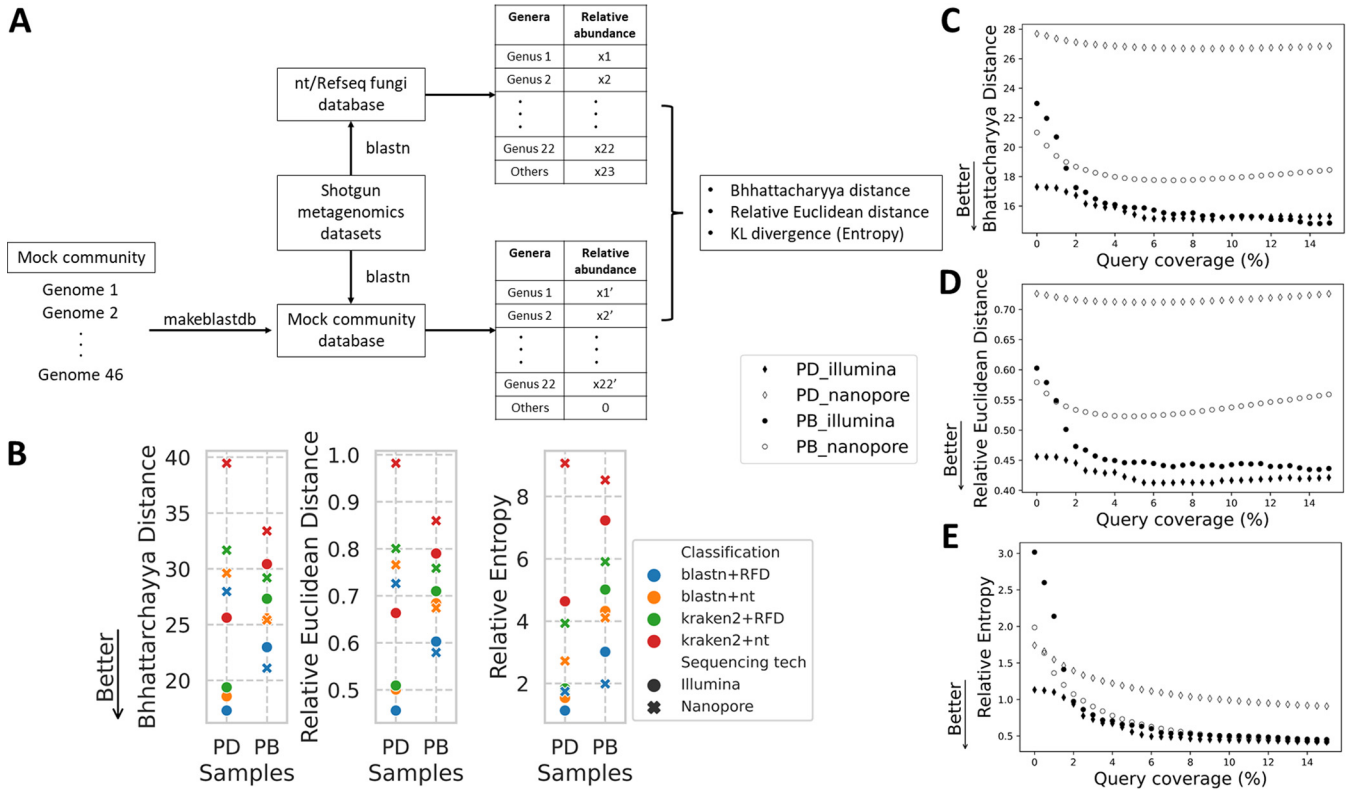 A
Genera
Relative
abundance
Genus 1
x1
Genus 2
x2
Genus 22
x22
Others
x23
nt/Refseq fungi
database
blastn
Shotgun
metagenomics
datasets
blastn
Mock community
Genome 1
Genome 2
Genome 46
makeblastdb
Mock community
database
Genera
Relative
abundance
Genus 1
x1’
Genus 2
x2’
Genus 22
x22’
Others
0
• Bhhattacharyya distance
• Relative Euclidean distance
• KL divergence (Entropy)
PD_illumina
PD_nanopore
PB_illumina
PB_nanopore
B
Better
Bhhattarchayya Distance
40
35
30
25
20
PD PB
Samples
Relative Euclidean Distance
1.0
0.9
0.8
0.7
0.6
0.5
PD PB
Samples
Relative Entropy
8
6
4
2
PD PB
Samples
Classification
blastn+RFD
blastn+nt
kraken2+RFD
kraken2+nt
Sequencing tech
Illumina
Nanopore
C
Better
Bhattacharyya Distance
28
26
24
22
20
18
16
0 2 4 6 8 10 12 14
Query coverage (%)
D
Better
Relative Euclidean Distance
0.70
0.65
0.60
0.55
0.50
0.45
0.40
0 2 4 6 8 10 12 14
Query coverage (%)
E
Better
Relative Entropy
3.0
2.5
2.0
1.5
1.0
0.5
0 2 4 6 8 10 12 14
Query coverage (%)